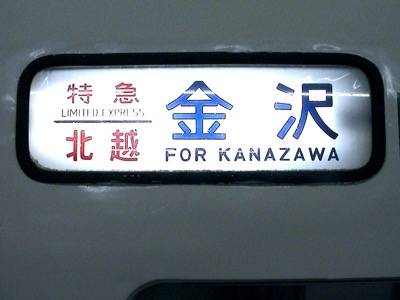 特急
LIMITED EXPRESS
北越
金沢
FOR KANAZAWA